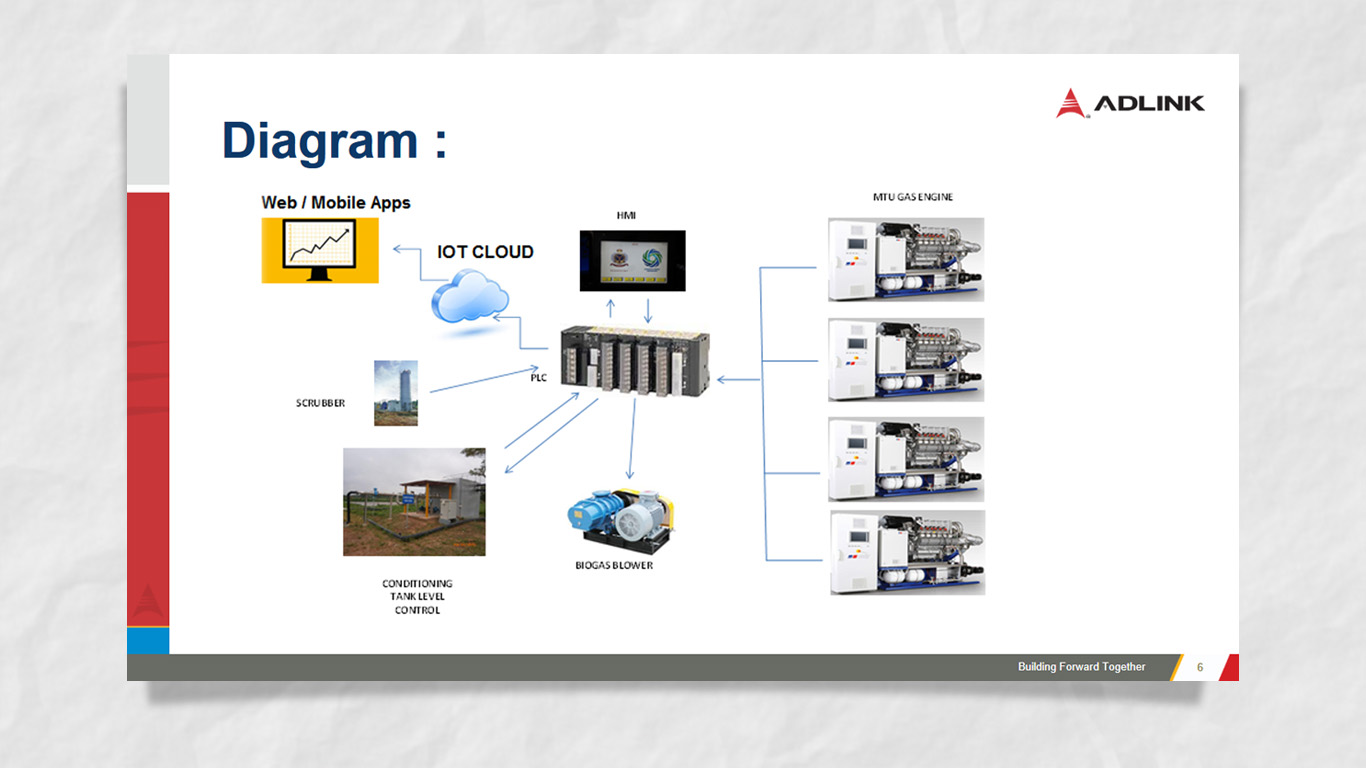 ADLINK
Diagram :
Web / Mobile Apps
MTU GAS ENGINE
HMI
IOT CLOUD
PLC
SCRUBBER
BIOGAS BLOWER
CONDITIONING
TANK LEVEL
CONTROL
Building Forward Together
6